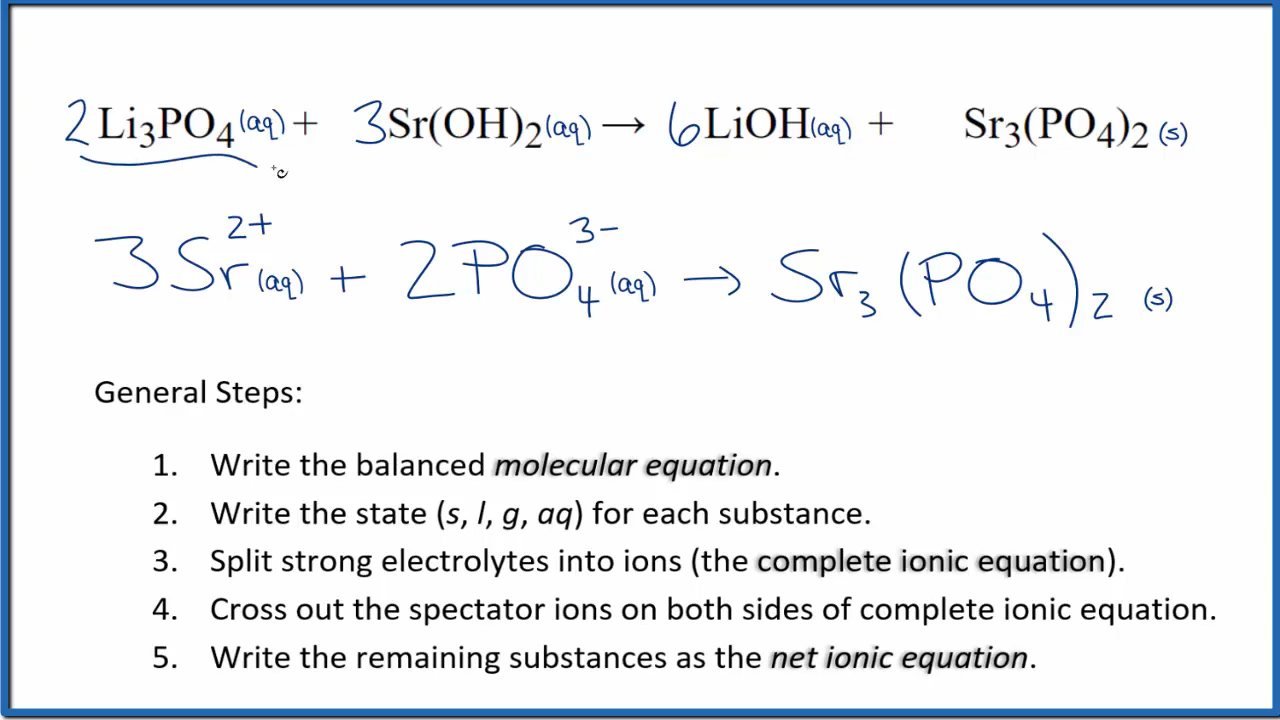 2Li₃PO₄(aq) + 3Sr(OH)₂(aq) → 6LiOH(aq) + Sr₃(PO₄)₂(s)
3Sr²⁺(aq) + 2PO₄³⁻(aq) → Sr₃(PO₄)₂(s)
General Steps:
1. Write the balanced molecular equation.
2. Write the state (s, l, g, aq) for each substance.
3. Split strong electrolytes into ions (the complete ionic equation).
4. Cross out the spectator ions on both sides of complete ionic equation.
5. Write the remaining substances as the net ionic equation.